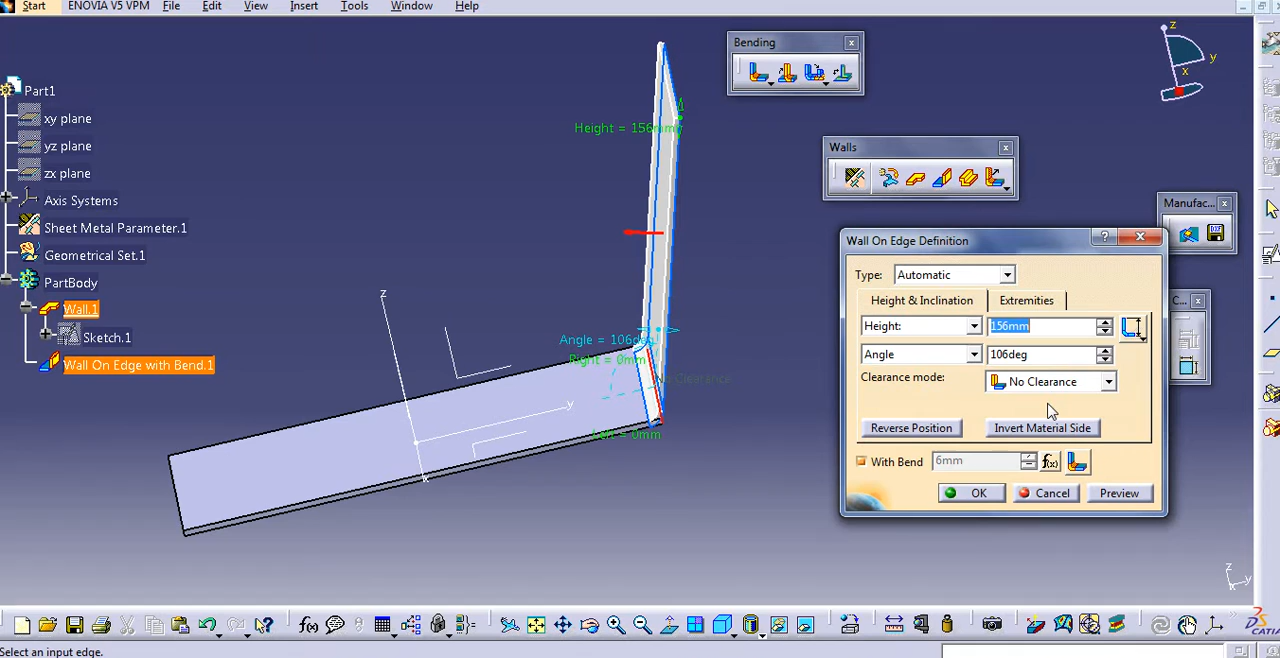 Start ENOVIA V5 VPM File Edit View Insert Tools Window Help
Bending
Part1
xy plane
yz plane
zx plane
Axis Systems
Sheet Metal Parameter.1
Geometrical Set.1
PartBody
Wall.1
Sketch.1
Wall On Edge with Bend.1
Height = 156mm
Angle = 106deg
Right = 0mm
No Clearance
Left = 0mm
z
y
x
z
y
x
Walls
Manufac...
C...
Wall On Edge Definition
Type: Automatic
Height & Inclination Extremities
Height: 156mm
Angle 106deg
Clearance mode: No Clearance
Reverse Position Invert Material Side
With Bend 6mm f(x)
OK Cancel Preview
z
y
x
f(x)
CATIA
Select an input edge.